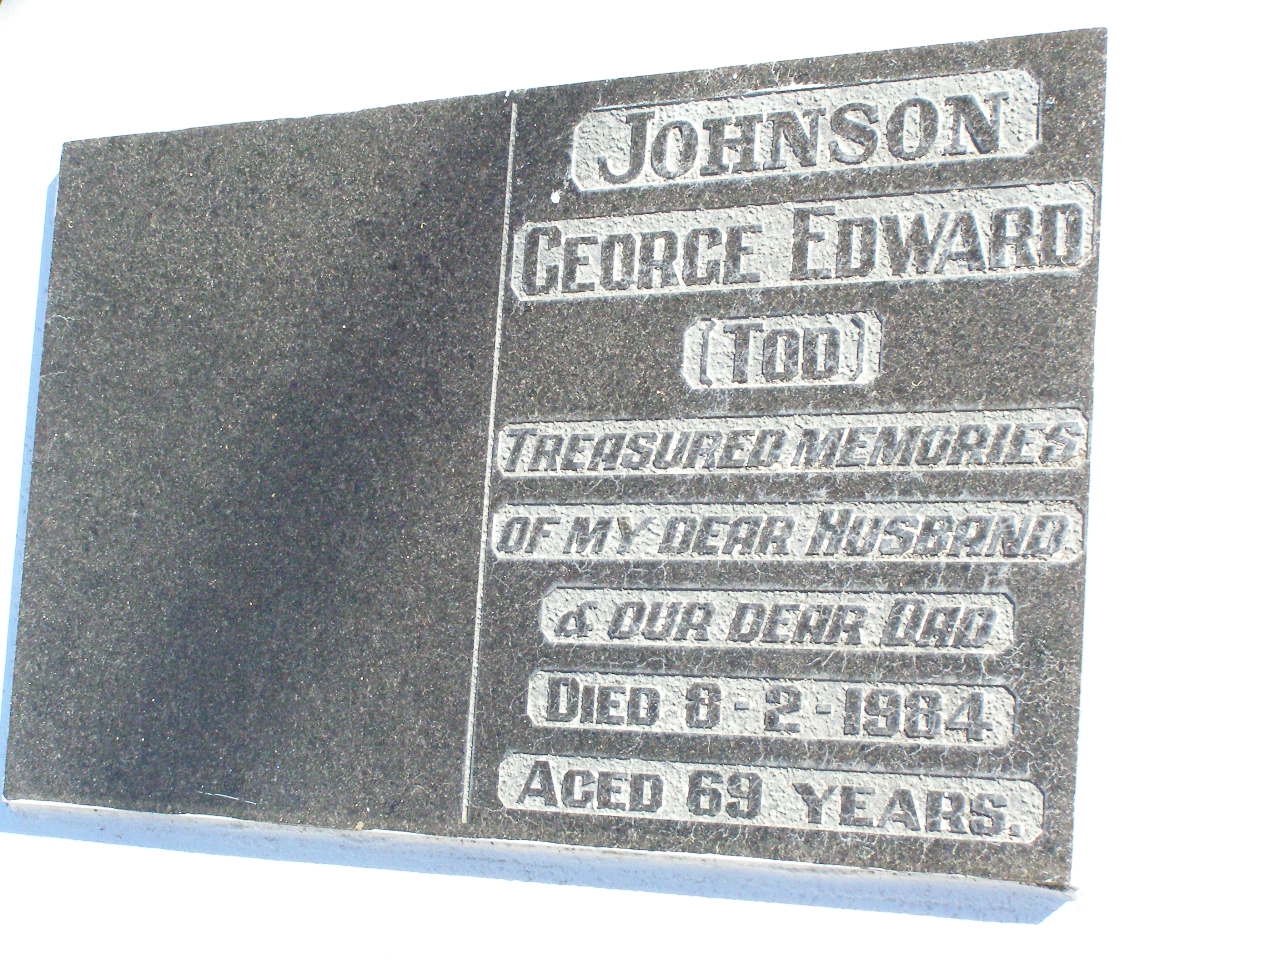 JOHNSON
GEORGE EDWARD
(TOD)
TREASURED MEMORIES
OF MY DEAR HUSBAND
& OUR DEAR DAD
DIED 8-2-1984
AGED 69 YEARS.